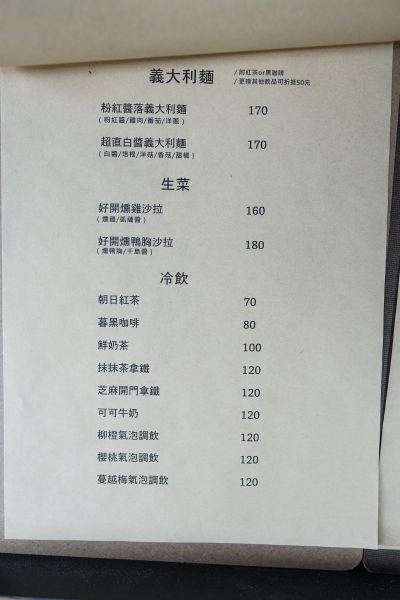 義大利麵
/附紅茶or黑咖啡
/更換其他飲品可折抵50元
粉紅醬落義大利麵 170
(粉紅醬/雞肉/番茄/洋蔥)
超直白醬義大利麵 170
(白醬/培根/洋菇/香菇/甜椒)
生菜
好開燻雞沙拉 160
(燻雞/凱薩醬)
好開燻鴨胸沙拉 180
(燻鴨胸/千島醬)
冷飲
朝日紅茶 70
暮黑咖啡 80
鮮奶茶 100
抹抹茶拿鐵 120
芝麻開門拿鐵 120
可可牛奶 120
柳橙氣泡調飲 120
櫻桃氣泡調飲 120
蔓越梅氣泡調飲 120